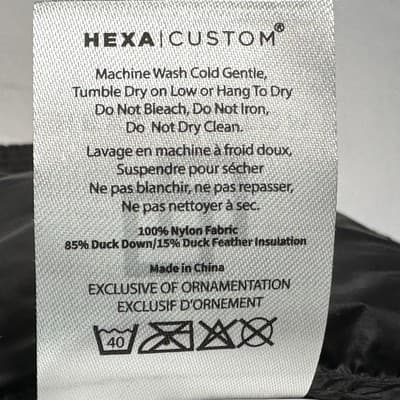 HEXA|CUSTOM®
Machine Wash Cold Gentle,
Tumble Dry on Low or Hang To Dry
Do Not Bleach, Do Not Iron,
Do Not Dry Clean.
Lavage en machine à froid doux,
Suspendre pour sécher
Ne pas blanchir, ne pas repasser,
Ne pas nettoyer à sec.
100% Nylon Fabric
85% Duck Down/15% Duck Feather Insulation
Made in China
EXCLUSIVE OF ORNAMENTATION
EXCLUSIF D'ORNEMENT
40